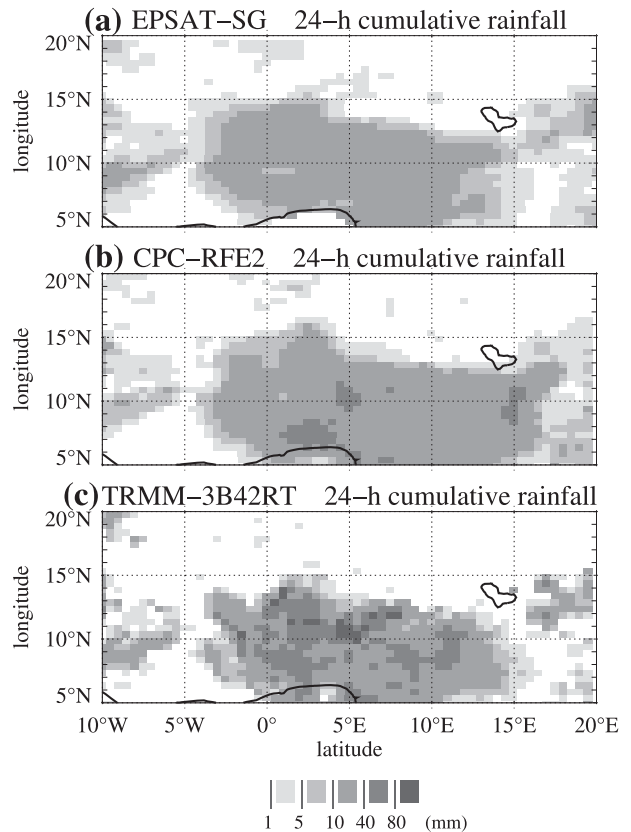 (a) EPSAT−SG 24−h cumulative rainfall
20°N
15°N
10°N
5°N
longitude
(b) CPC−RFE2 24−h cumulative rainfall
20°N
15°N
10°N
5°N
longitude
(c) TRMM−3B42RT 24−h cumulative rainfall
20°N
15°N
10°N
5°N
longitude
10°W 5°W 0° 5°E 10°E 15°E 20°E
latitude
1 5 10 40 80 (mm)